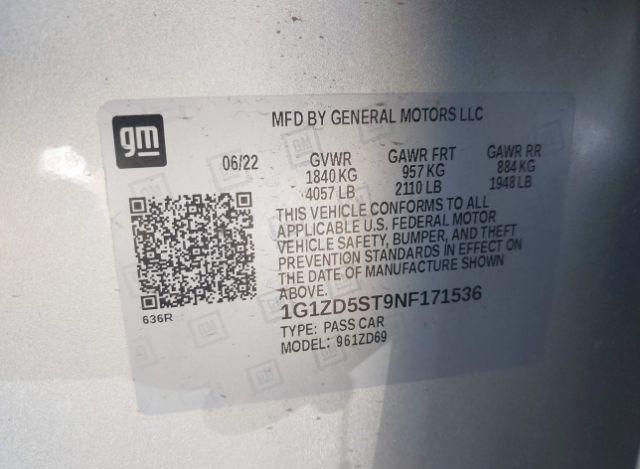 gm
MFD BY GENERAL MOTORS LLC
06/22 GVWR GAWR FRT GAWR RR
1840 KG 957 KG 884 KG
4057 LB 2110 LB 1948 LB
THIS VEHICLE CONFORMS TO ALL
APPLICABLE U.S. FEDERAL MOTOR
VEHICLE SAFETY, BUMPER, AND THEFT
PREVENTION STANDARDS IN EFFECT ON
THE DATE OF MANUFACTURE SHOWN
ABOVE.
1G1ZD5ST9NF171536
636R
TYPE: PASS CAR
MODEL: 961ZD69